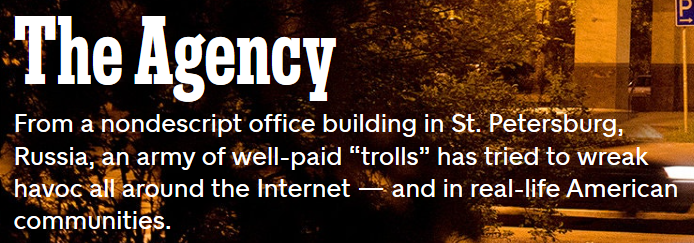 The Agency
From a nondescript office building in St. Petersburg,
Russia, an army of well-paid “trolls” has tried to wreak
havoc all around the Internet — and in real-life American
communities.
P